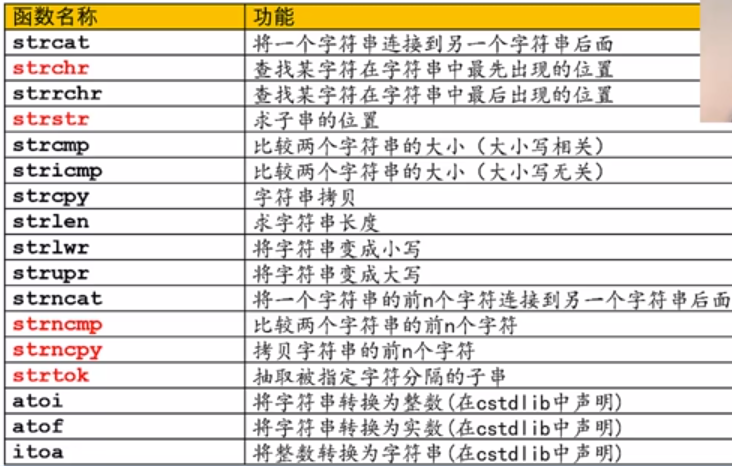 函数名称 功能
strcat 将一个字符串连接到另一个字符串后面
strchr 查找某字符在字符串中最先出现的位置
strrchr 查找某字符在字符串中最后出现的位置
strstr 求子串的位置
strcmp 比较两个字符串的大小（大小写相关）
stricmp 比较两个字符串的大小（大小写无关）
strcpy 字符串拷贝
strlen 求字符串长度
strlwr 将字符串变成小写
strupr 将字符串变成大写
strncat 将一个字符串的前n个字符连接到另一个字符串后面
strncmp 比较两个字符串的前n个字符
strncpy 拷贝字符串的前n个字符
strtok 抽取被指定字符分隔的子串
atoi 将字符串转换为整数(在cstdlib中声明)
atof 将字符串转换为实数(在cstdlib中声明)
itoa 将整数转换为字符串(在cstdlib中声明)